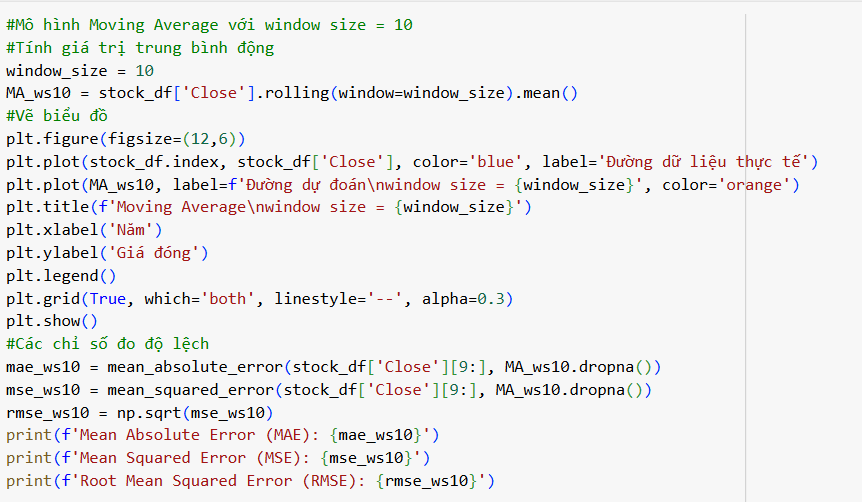 #Mô hình Moving Average với window size = 10
#Tính giá trị trung bình động
window_size = 10
MA_ws10 = stock_df['Close'].rolling(window=window_size).mean()
#Vẽ biểu đồ
plt.figure(figsize=(12,6))
plt.plot(stock_df.index, stock_df['Close'], color='blue', label='Đường dữ liệu thực tế')
plt.plot(MA_ws10, label=f'Đường dự đoán\nwindow size = {window_size}', color='orange')
plt.title(f'Moving Average\nwindow size = {window_size}')
plt.xlabel('Năm')
plt.ylabel('Giá đóng')
plt.legend()
plt.grid(True, which='both', linestyle='--', alpha=0.3)
plt.show()
#Các chỉ số đo độ lệch
mae_ws10 = mean_absolute_error(stock_df['Close'][9:], MA_ws10.dropna())
mse_ws10 = mean_squared_error(stock_df['Close'][9:], MA_ws10.dropna())
rmse_ws10 = np.sqrt(mse_ws10)
print(f'Mean Absolute Error (MAE): {mae_ws10}')
print(f'Mean Squared Error (MSE): {mse_ws10}')
print(f'Root Mean Squared Error (RMSE): {rmse_ws10}')